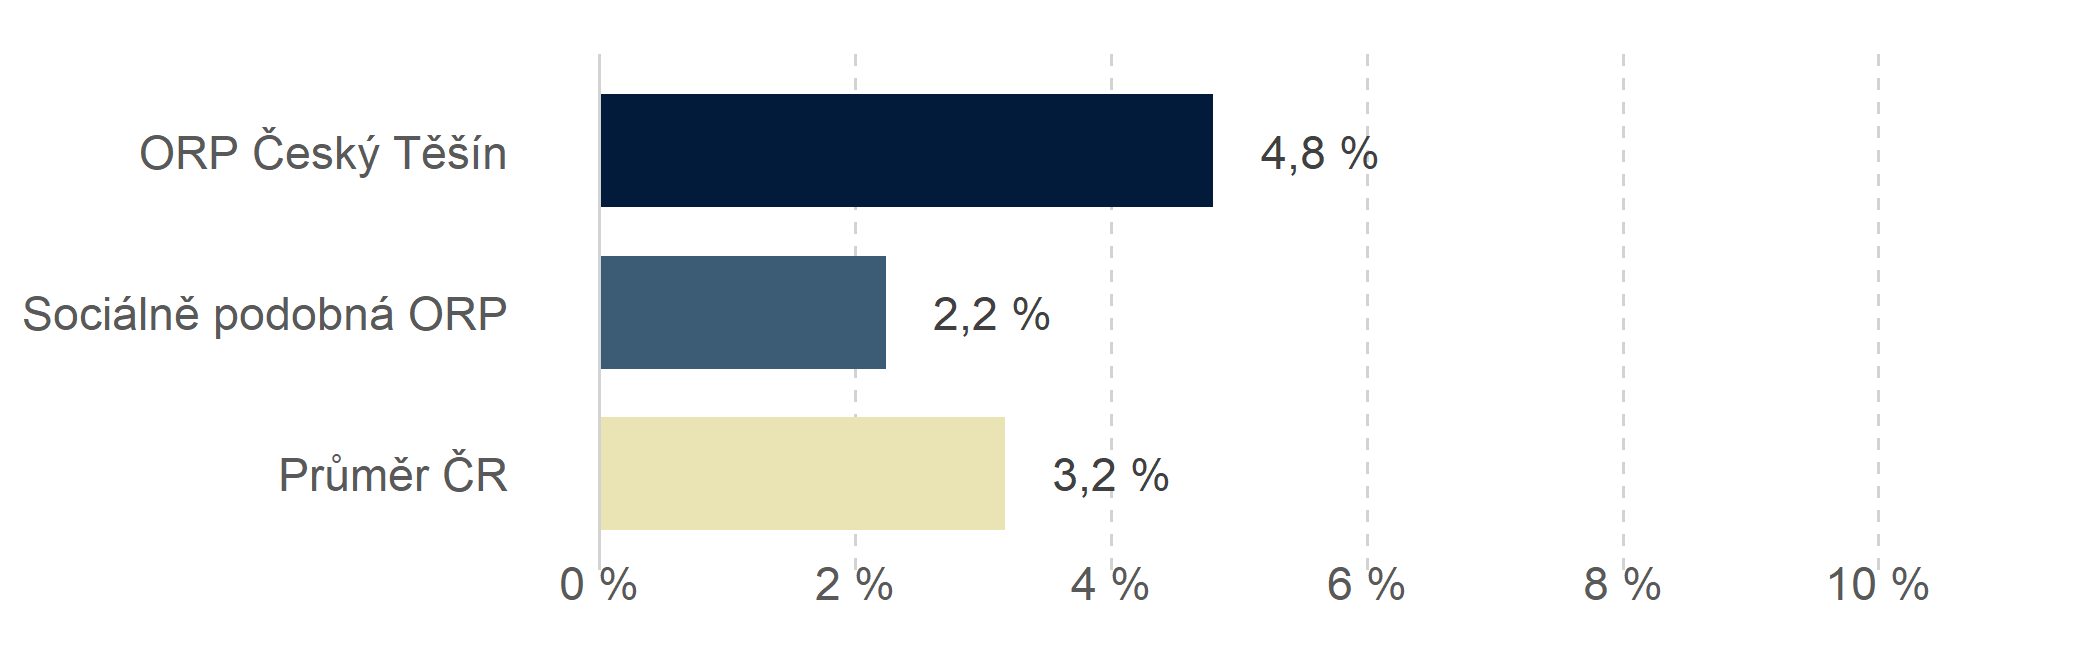 ORP Český Těšín 4,8 %
Sociálně podobná ORP 2,2 %
Průměr ČR 3,2 %
0 % 2 % 4 % 6 % 8 % 10 %